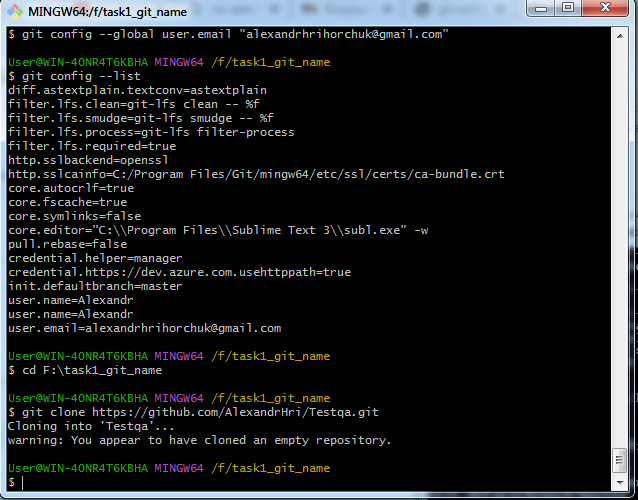 MINGW64:/f/task1_git_name
$ git config --global user.email "alexandrhrihorchuk@gmail.com"
User@WIN-4ONR4T6KBHA MINGW64 /f/task1_git_name
$ git config --list
diff.astextplain.textconv=astextplain
filter.lfs.clean=git-lfs clean -- %f
filter.lfs.smudge=git-lfs smudge -- %f
filter.lfs.process=git-lfs filter-process
filter.lfs.required=true
http.sslbackend=openssl
http.sslcainfo=C:/Program Files/Git/mingw64/etc/ssl/certs/ca-bundle.crt
core.autocrlf=true
core.fscache=true
core.symlinks=false
core.editor="C:\\Program Files\\Sublime Text 3\\subl.exe" -w
pull.rebase=false
credential.helper=manager
credential.https://dev.azure.com.usehttppath=true
init.defaultbranch=master
user.name=Alexandr
user.name=Alexandr
user.email=alexandrhrihorchuk@gmail.com
User@WIN-4ONR4T6KBHA MINGW64 /f/task1_git_name
$ cd F:\task1_git_name
User@WIN-4ONR4T6KBHA MINGW64 /f/task1_git_name
$ git clone https://github.com/AlexandrHri/Testqa.git
Cloning into 'Testqa'...
warning: You appear to have cloned an empty repository.
User@WIN-4ONR4T6KBHA MINGW64 /f/task1_git_name
$